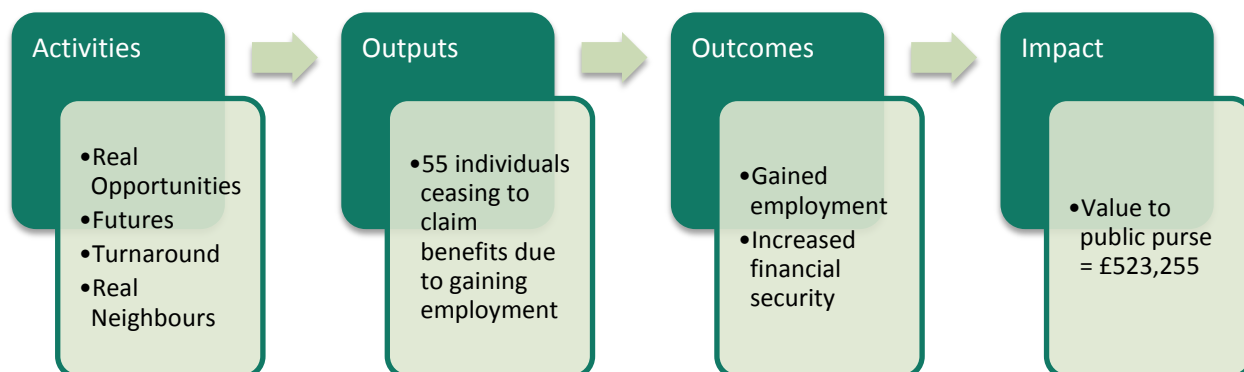 Activities
•Real
Opportunities
•Futures
•Turnaround
•Real
Neighbours
Outputs
•55 individuals
ceasing to
claim
benefits due
to gaining
employment
Outcomes
•Gained
employment
•Increased
financial
security
Impact
•Value to
public purse
= £523,255